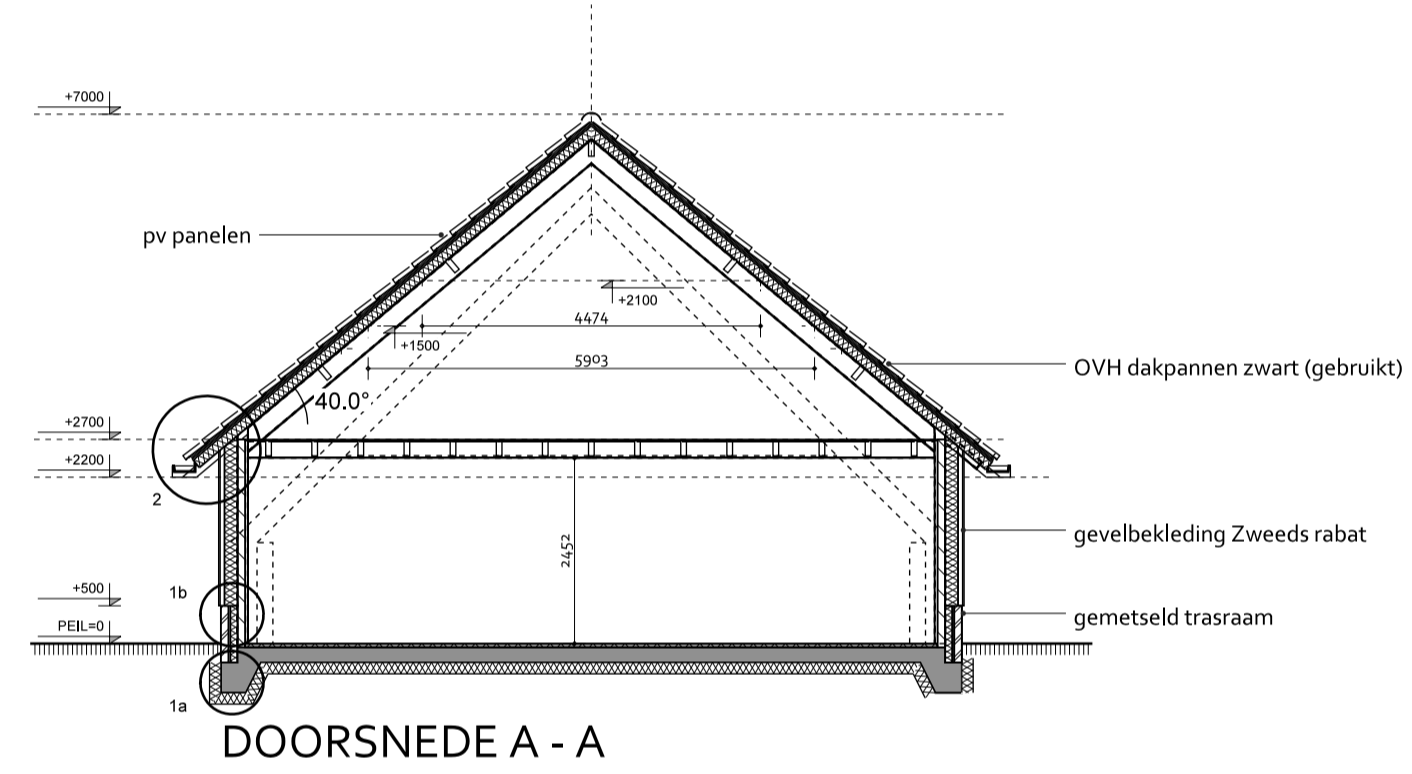 +7000
pv panelen
+2100
4474
+1500
5903
OVH dakpannen zwart (gebruikt)
40.0°
+2700
+2200
2
2452
gevelbekleding Zweeds rabat
+500
1b
gemetseld trasraam
PEIL=0
1a
DOORSNEDE A - A